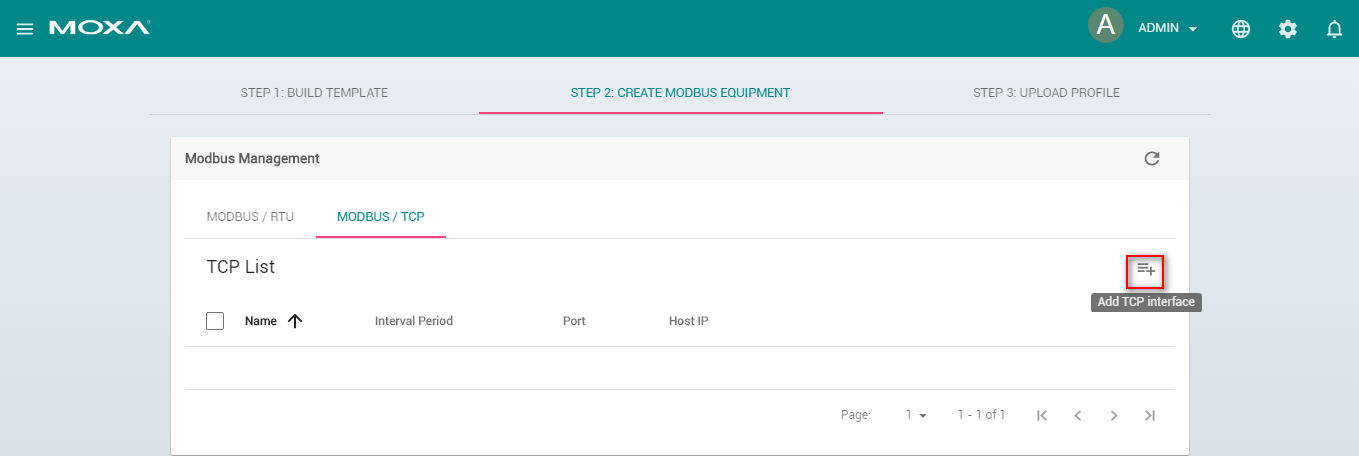 MOXA®
A ADMIN
STEP 1: BUILD TEMPLATE STEP 2: CREATE MODBUS EQUIPMENT STEP 3: UPLOAD PROFILE
Modbus Management
MODBUS / RTU MODBUS / TCP
TCP List
Add TCP interface
Name Interval Period Port Host IP
Page: 1 1 - 1 of 1